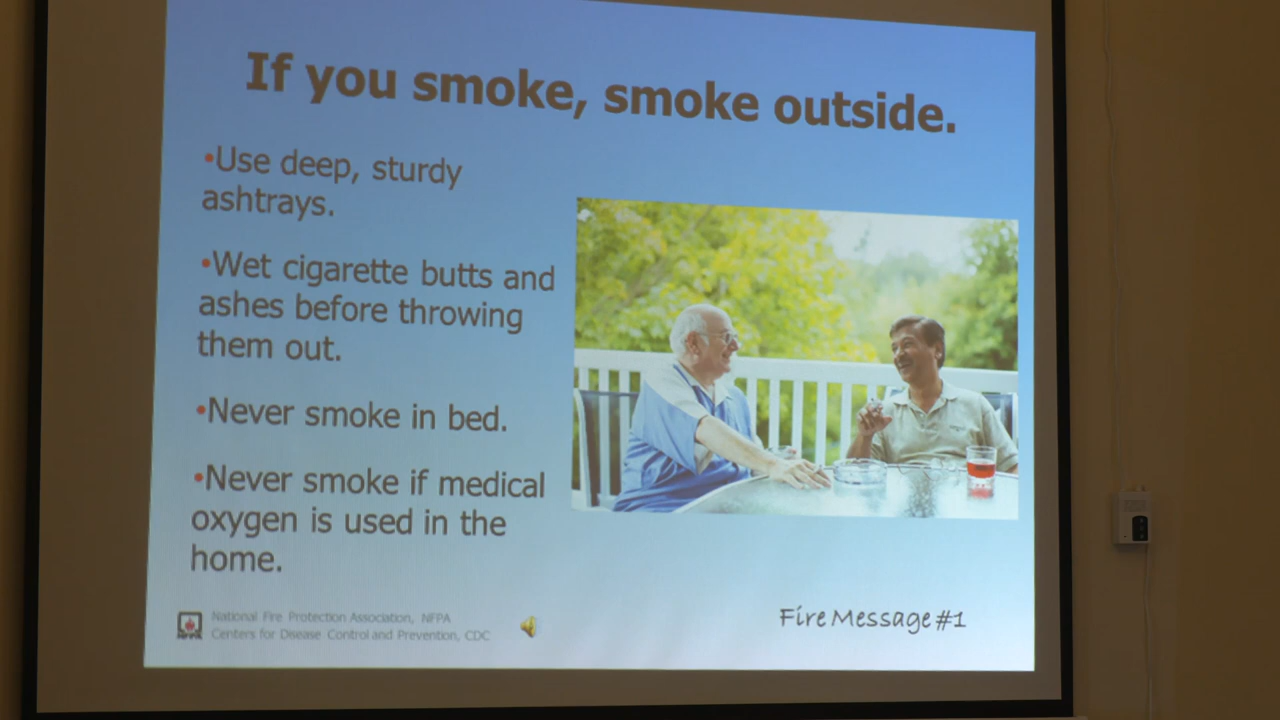 If you smoke, smoke outside.
•Use deep, sturdy
ashtrays.
•Wet cigarette butts and
ashes before throwing
them out.
•Never smoke in bed.
•Never smoke if medical
oxygen is used in the
home.
NFPA
National Fire Protection Association, NFPA
Centers for Disease Control and Prevention, CDC
Fire Message #1